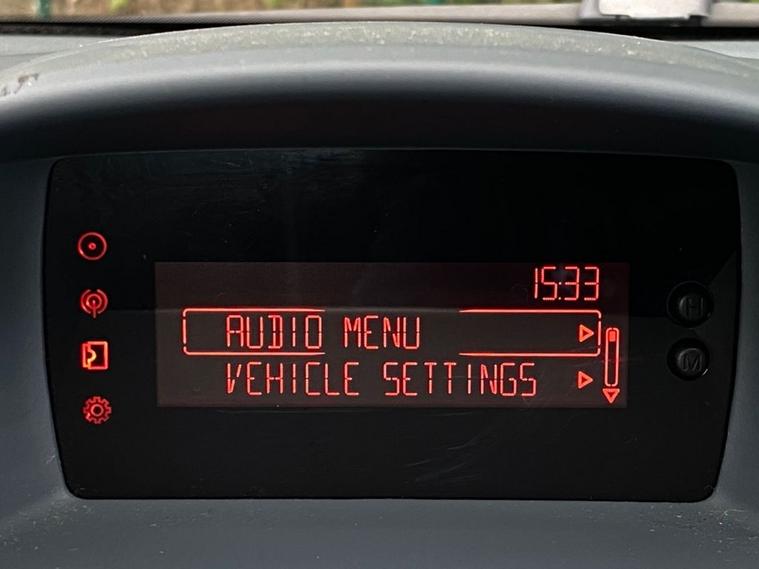 15:33
AUDIO MENU
VEHICLE SETTINGS
H
M